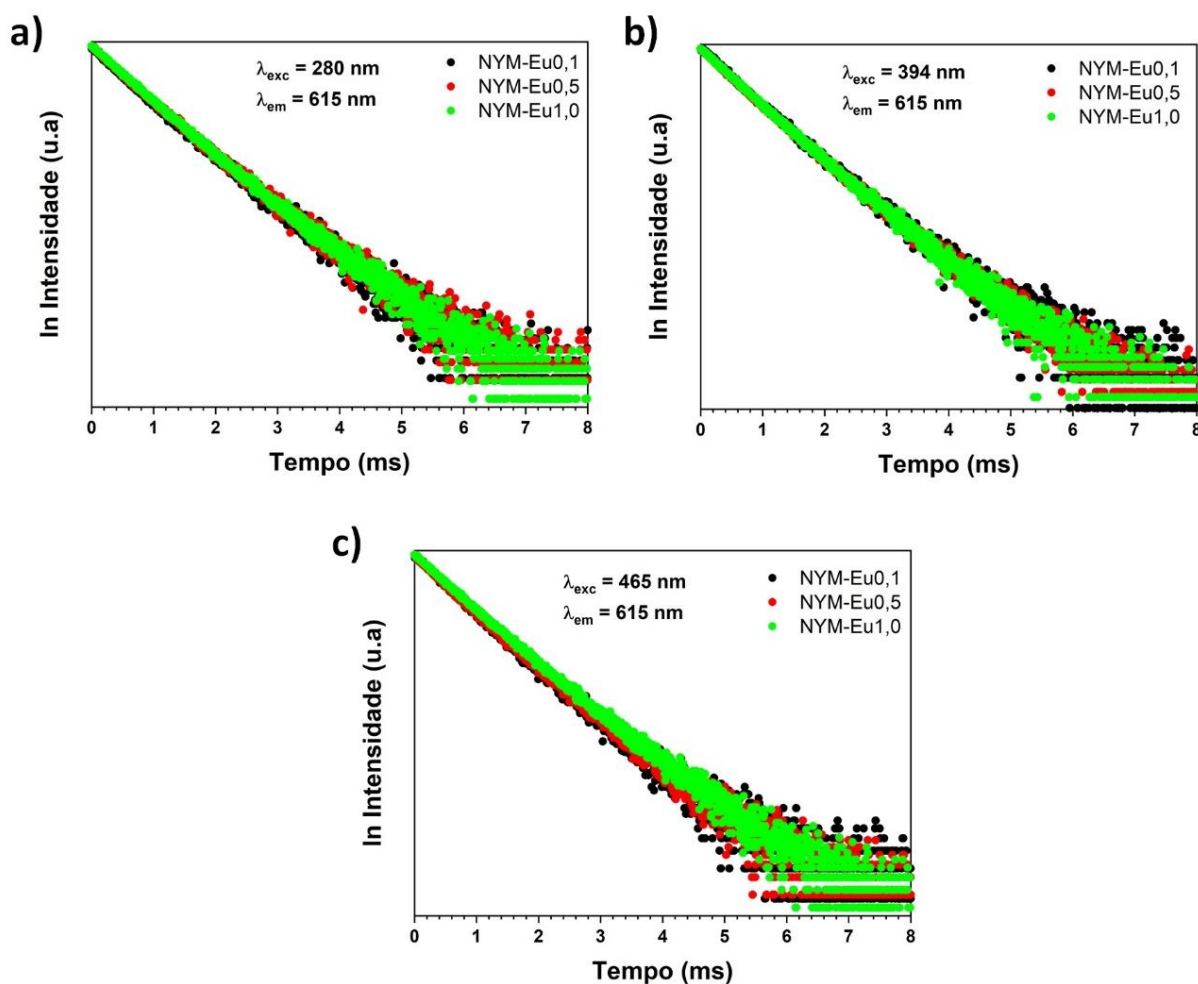 a)
ln Intensidade (u.a)
λexc = 280 nm
λem = 615 nm
NYM-Eu0,1
NYM-Eu0,5
NYM-Eu1,0
0 1 2 3 4 5 6 7 8
Tempo (ms)
b)
ln Intensidade (u.a)
λexc = 394 nm
λem = 615 nm
NYM-Eu0,1
NYM-Eu0,5
NYM-Eu1,0
0 1 2 3 4 5 6 7 8
Tempo (ms)
c)
ln Intensidade (u.a)
λexc = 465 nm
λem = 615 nm
NYM-Eu0,1
NYM-Eu0,5
NYM-Eu1,0
0 1 2 3 4 5 6 7 8
Tempo (ms)